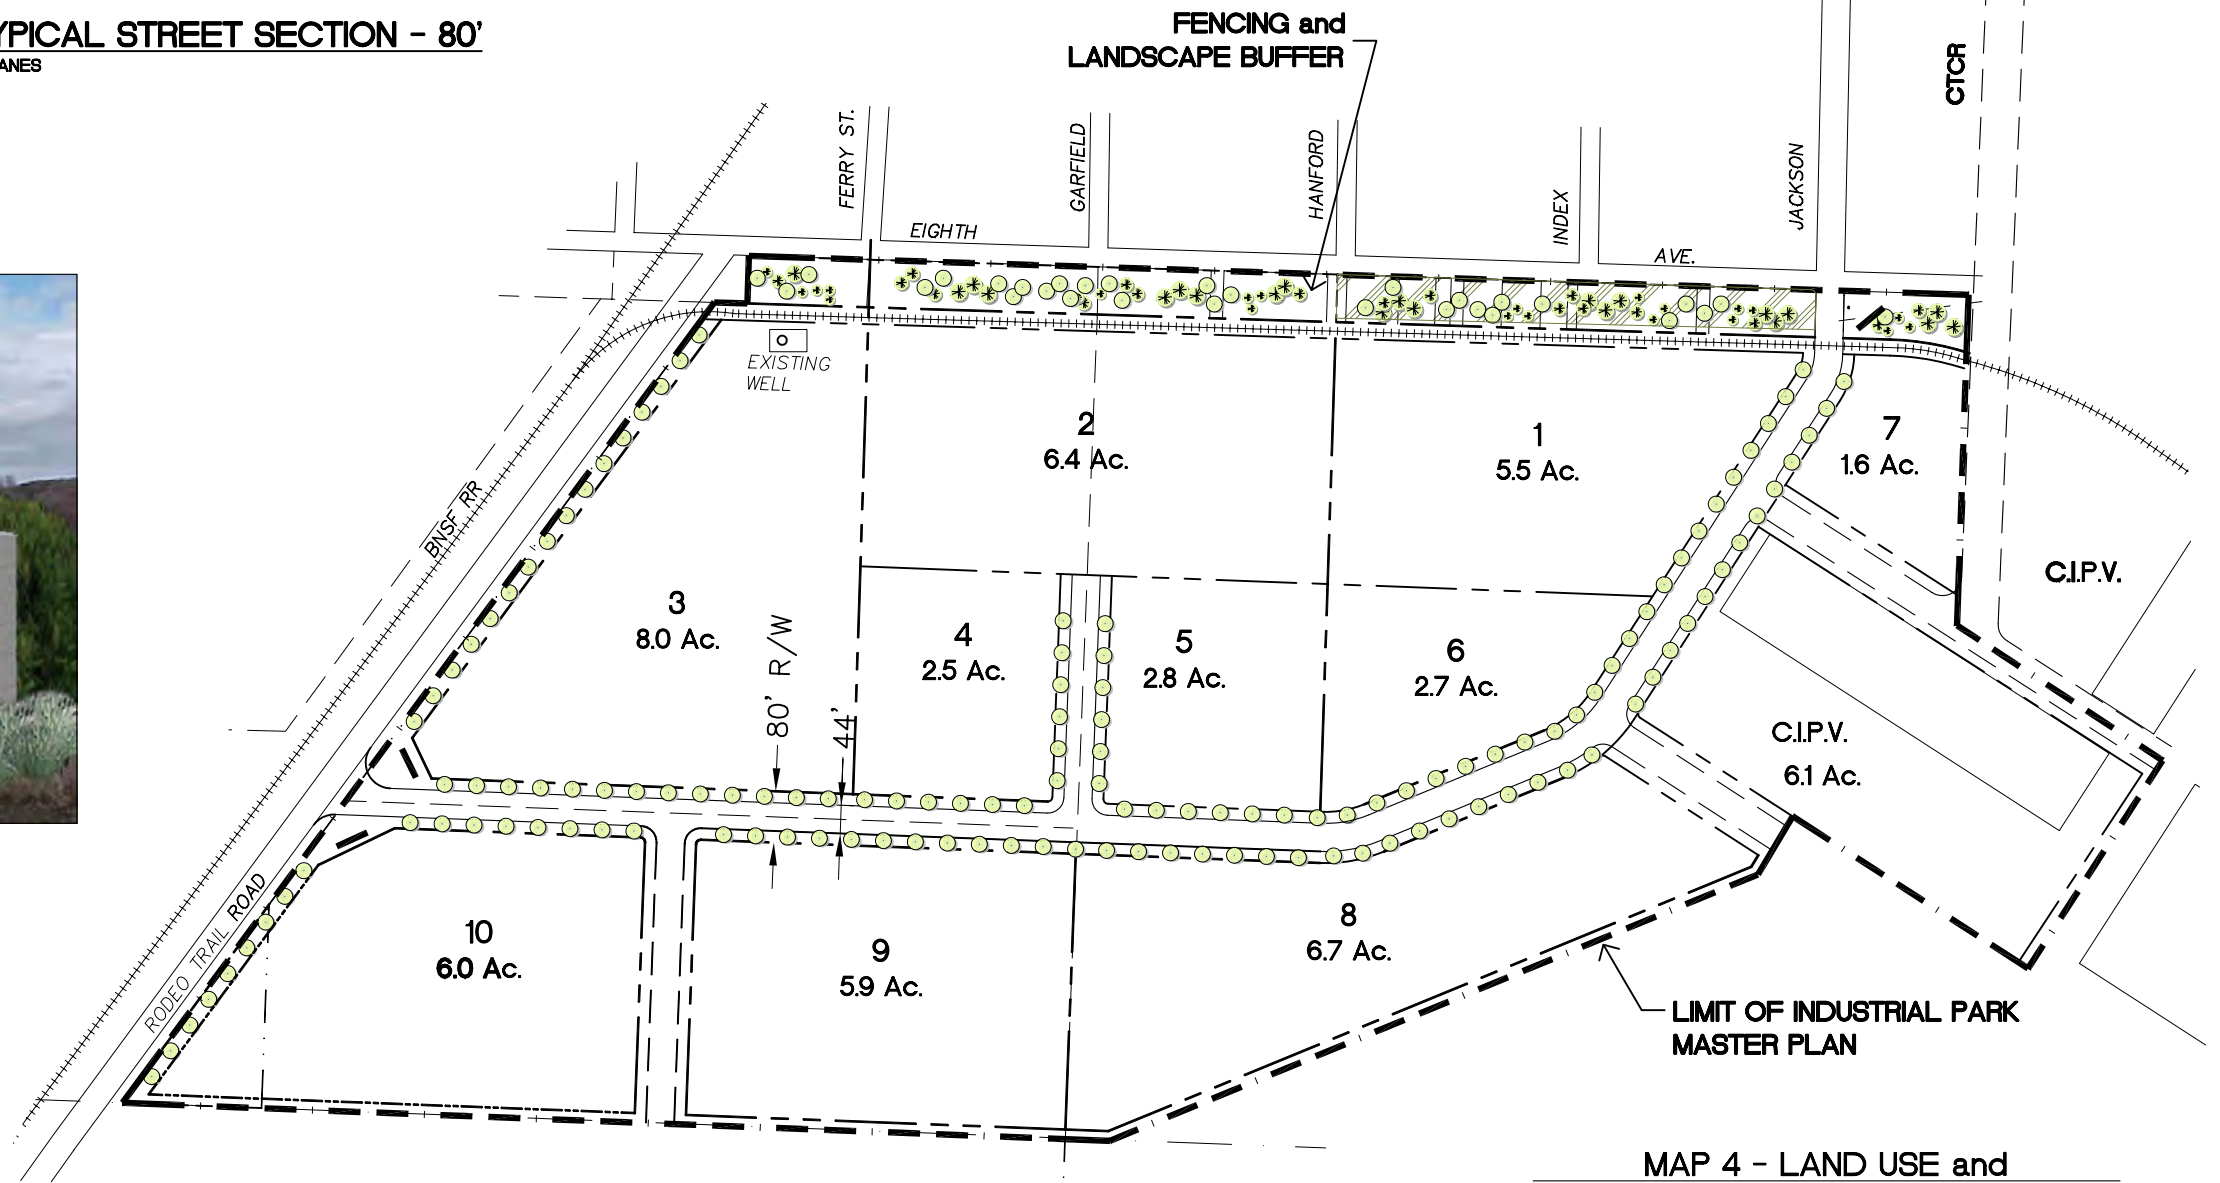 YPICAL STREET SECTION - 80'
ANES
FENCING and
LANDSCAPE BUFFER
CTCR
FERRY ST.
GARFIELD
HANFORD
INDEX
JACKSON
EIGHTH
AVE.
EXISTING
WELL
BNSF RR
2
6.4 Ac.
1
5.5 Ac.
7
1.6 Ac.
C.I.P.V.
3
8.0 Ac.
80' R/W
44'
4
2.5 Ac.
5
2.8 Ac.
6
2.7 Ac.
C.I.P.V.
6.1 Ac.
RODEO TRAIL ROAD
10
6.0 Ac.
9
5.9 Ac.
8
6.7 Ac.
LIMIT OF INDUSTRIAL PARK
MASTER PLAN
MAP 4 - LAND USE and